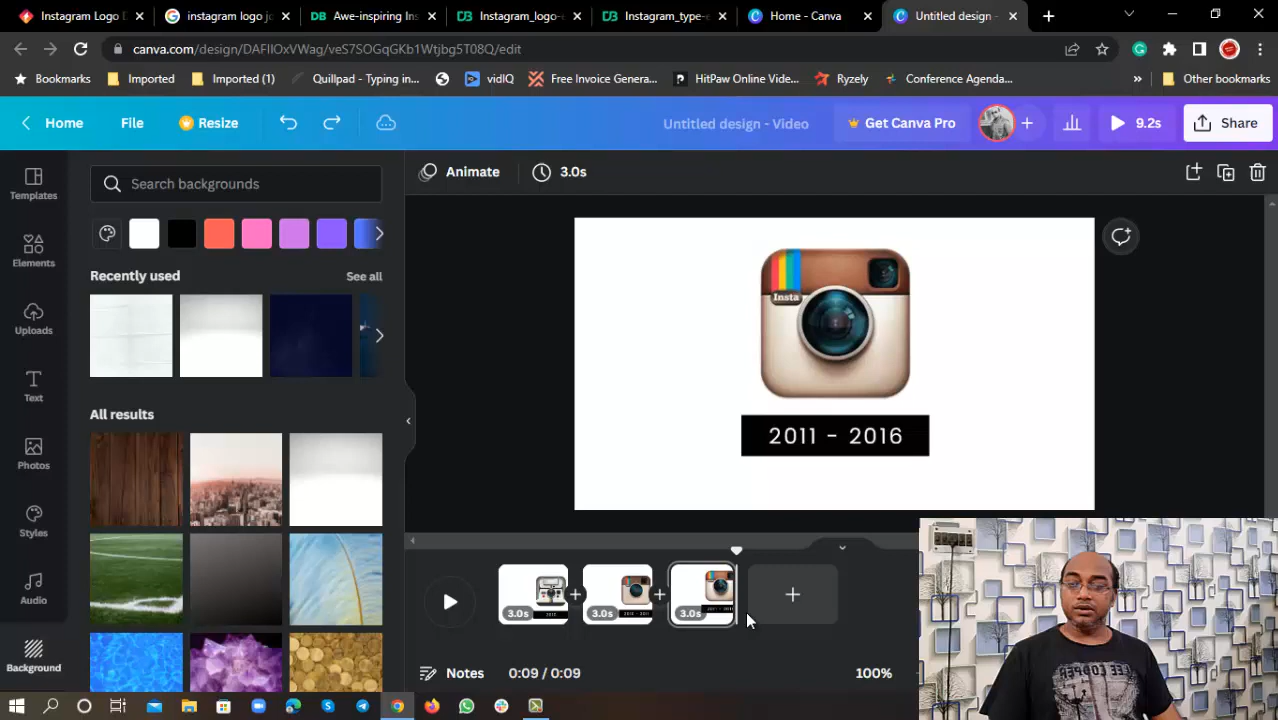 Instagram Logo D
instagram logo je
DB Awe-inspiring Ins
Instagram_logo-
Instagram_type-e
Home - Canva
Untitled design -
canva.com/design/DAFIIOxVWag/veS7SOGqGKb1Wtjbg5T08Q/edit
Bookmarks
Imported
Imported (1)
Quillpad - Typing in...
vidIQ
Free Invoice Genera...
HitPaw Online Video...
Ryzely
Conference Agenda...
»
Other bookmarks
Home
File
Resize
Untitled design - Video
Get Canva Pro
9.2s
Share
Templates
Elements
Uploads
Text
Photos
Styles
Audio
Background
Search backgrounds
Recently used
See all
All results
Animate
3.0s
Insta
2011 - 2016
3.0s
3.0s
3.0s
Notes
0:09 / 0:09
100%